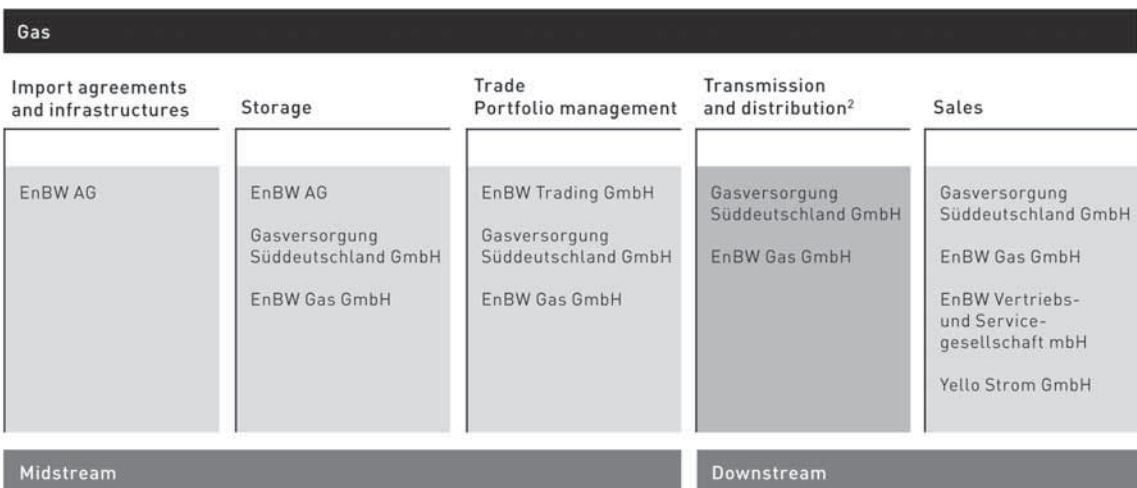 Gas
Import agreements
and infrastructures
Storage
Trade
Portfolio management
Transmission
and distribution²
Sales
EnBW AG
EnBW AG
Gasversorgung
Süddeutschland GmbH
EnBW Gas GmbH
EnBW Trading GmbH
Gasversorgung
Süddeutschland GmbH
EnBW Gas GmbH
Gasversorgung
Süddeutschland GmbH
EnBW Gas GmbH
Gasversorgung
Süddeutschland GmbH
EnBW Gas GmbH
EnBW Vertriebs-
und Service-
gesellschaft mbH
Yello Strom GmbH
Midstream
Downstream